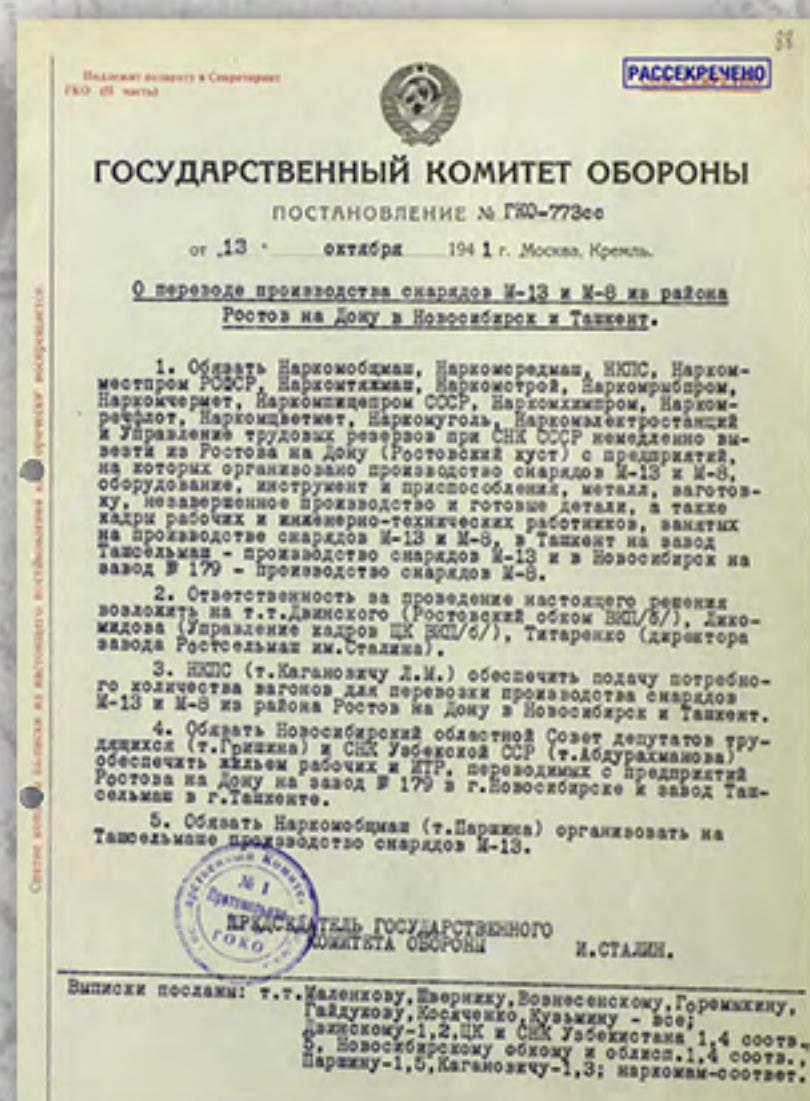 88
Подлежит возврату в Секретариат
ГКО (II часть)
РАССЕКРЕЧЕНО
ГОСУДАРСТВЕННЫЙ КОМИТЕТ ОБОРОНЫ
ПОСТАНОВЛЕНИЕ № ГКО-773сс
от „13 " октября 1941 г. Москва, Кремль.
О переводе производства снарядов М-13 и М-8 из района
Ростов на Дону в Новосибирск и Ташкент.
1. Обязать Наркомобщмаш, Наркомсредмаш, НКПС, Нарком-
местпром РСФСР, Наркомтяжмаш, Наркомстрой, Наркомрыбпром,
Наркомчермет, Наркомпищепром СССР, Наркомхимпром, Нарком-
речфлот, Наркомцветмет, Наркомуголь, Наркомэлектростанций
и Управление трудовых резервов при СНК СССР немедленно вы-
везти из Ростова на Дону (Ростовский куст) с предприятий,
на которых организовано производство снарядов М-13 и М-8,
оборудование, инструмент и приспособления, металл, заготов-
ку, незавершенное производство и готовые детали, а также
кадры рабочих и инженерно-технических работников, занятых
на производстве снарядов М-13 и М-8, в Ташкент на завод
Ташсельмаш - производство снарядов М-13 и в Новосибирск на
завод № 179 - производство снарядов М-8.
2. Ответственность за проведение настоящего решения
возложить на т.т.Двинского (Ростовский обком ВКП/б/), Лико-
мидова (Управление кадров ЦК ВКП/б/), Титаренко (директора
завода Ростсельмаш им.Сталина).
3. НКПС (т.Кагановичу Л.М.) обеспечить подачу потребно-
го количества вагонов для перевозки производства снарядов
М-13 и М-8 из района Ростов на Дону в Новосибирск и Ташкент.
4. Обязать Новосибирский областной Совет депутатов тру-
дящихся (т.Гришина) и СНК Узбекской ССР (т.Абдурахманова)
обеспечить жильем рабочих и ИТР, переводимых с предприятий
Ростова на Дону на завод № 179 в г.Новосибирске и завод Таш-
сельмаш в г.Ташкенте.
5. Обязать Наркомобщмаш (т.Паршина) организовать на
Ташсельмаше производство снарядов М-13.
№ 1
ГОКО
ПРЕДСЕДАТЕЛЬ ГОСУДАРСТВЕННОГО
КОМИТЕТА ОБОРОНЫ И.СТАЛИН.
Выписки посланы: т.т.Маленкову,Швернику,Вознесенскому,Горемыкину,
Гайдукову,Косяченко,Кузьмину - все;
Двинскому-1,2,ЦК и СНК Узбекистана 1,4 соотв.,
5, Новосибирскому обкому и облисп.1,4 соотв.,
Паршину-1,5,Кагановичу-1,3; наркомам-соответ.